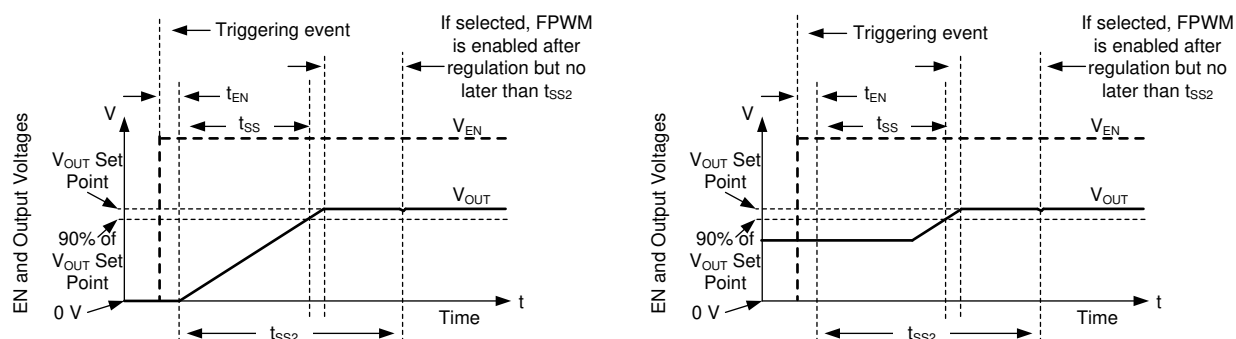 Triggering event
If selected, FPWM
is enabled after
regulation but no
later than tSS2
tEN
tSS
V
VEN
VOUT Set
Point
VOUT
90% of
VOUT Set
Point
0 V
t
Time
tSS2
EN and Output Voltages
Triggering event
If selected, FPWM
is enabled after
regulation but no
later than tSS2
tEN
tSS
V
VEN
VOUT Set
Point
VOUT
90% of
VOUT Set
Point
0 V
t
Time
tSS2
EN and Output Voltages